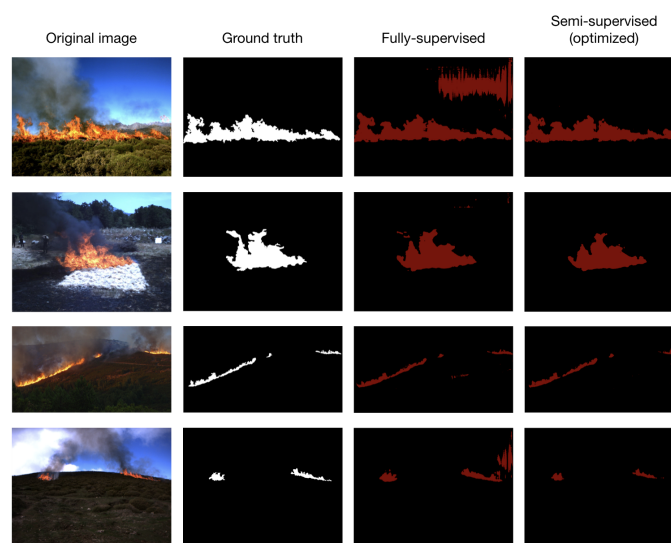 Original image
Ground truth
Fully-supervised
Semi-supervised
(optimized)